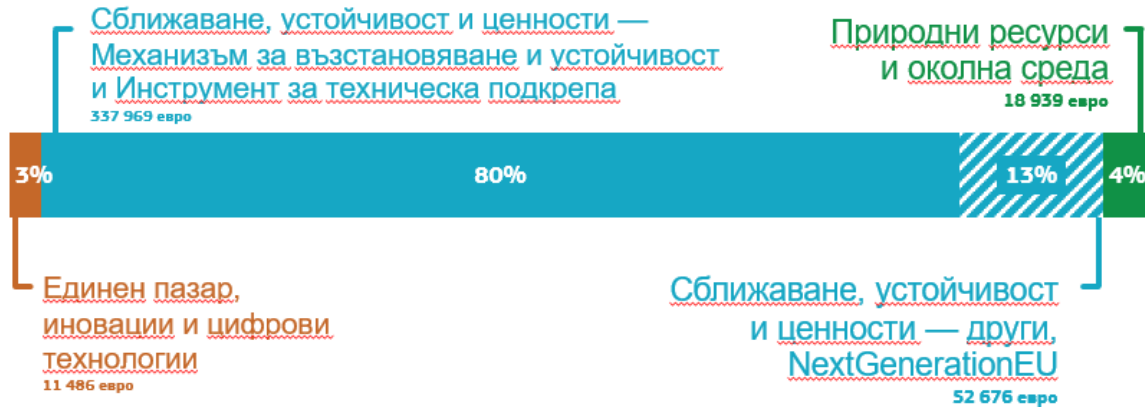 Сближаване, устойчивост и ценности —
Механизъм за възстановяване и устойчивост
и Инструмент за техническа подкрепа
337 969 евро
Природни ресурси
и околна среда
18 939 евро
3%
80%
13%
4%
Единен пазар,
иновации и цифрови
технологии
11 486 евро
Сближаване, устойчивост
и ценности — други,
NextGenerationEU
52 676 евро